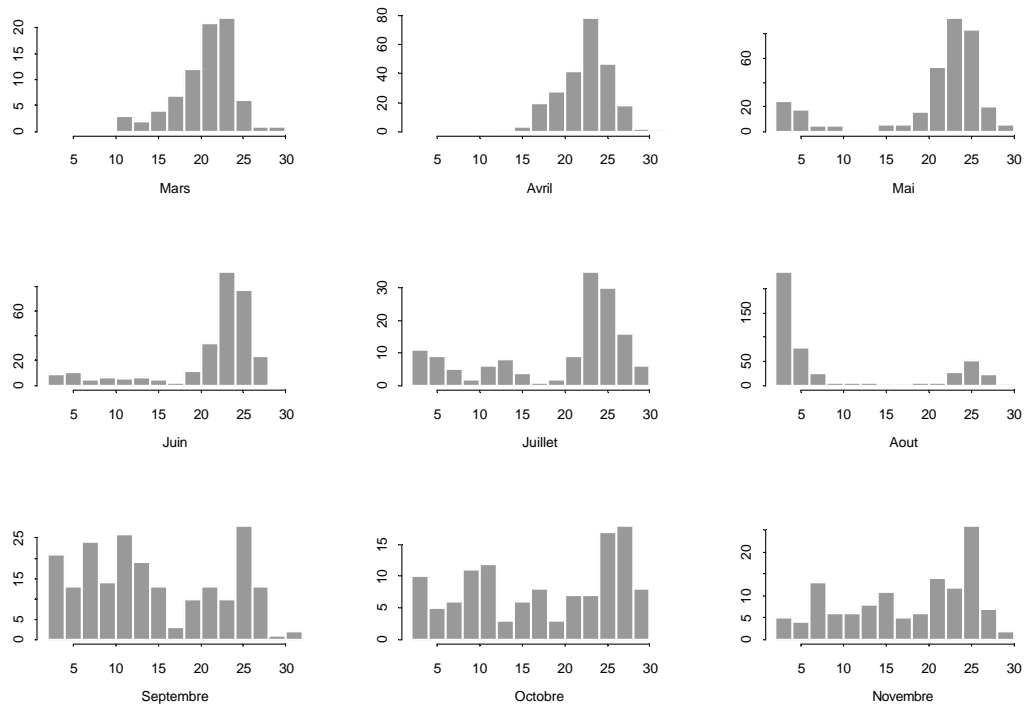 0 5 10 15 20
5 10 15 20 25 30
Mars
0 20 40 60 80
5 10 15 20 25 30
Avril
0 20 60
5 10 15 20 25 30
Mai
0 20 60
5 10 15 20 25 30
Juin
0 10 20 30
5 10 15 20 25 30
Juillet
0 50 150
5 10 15 20 25 30
Aout
0 5 15 25
5 10 15 20 25 30
Septembre
0 5 10 15
5 10 15 20 25 30
Octobre
0 5 10 20
5 10 15 20 25 30
Novembre